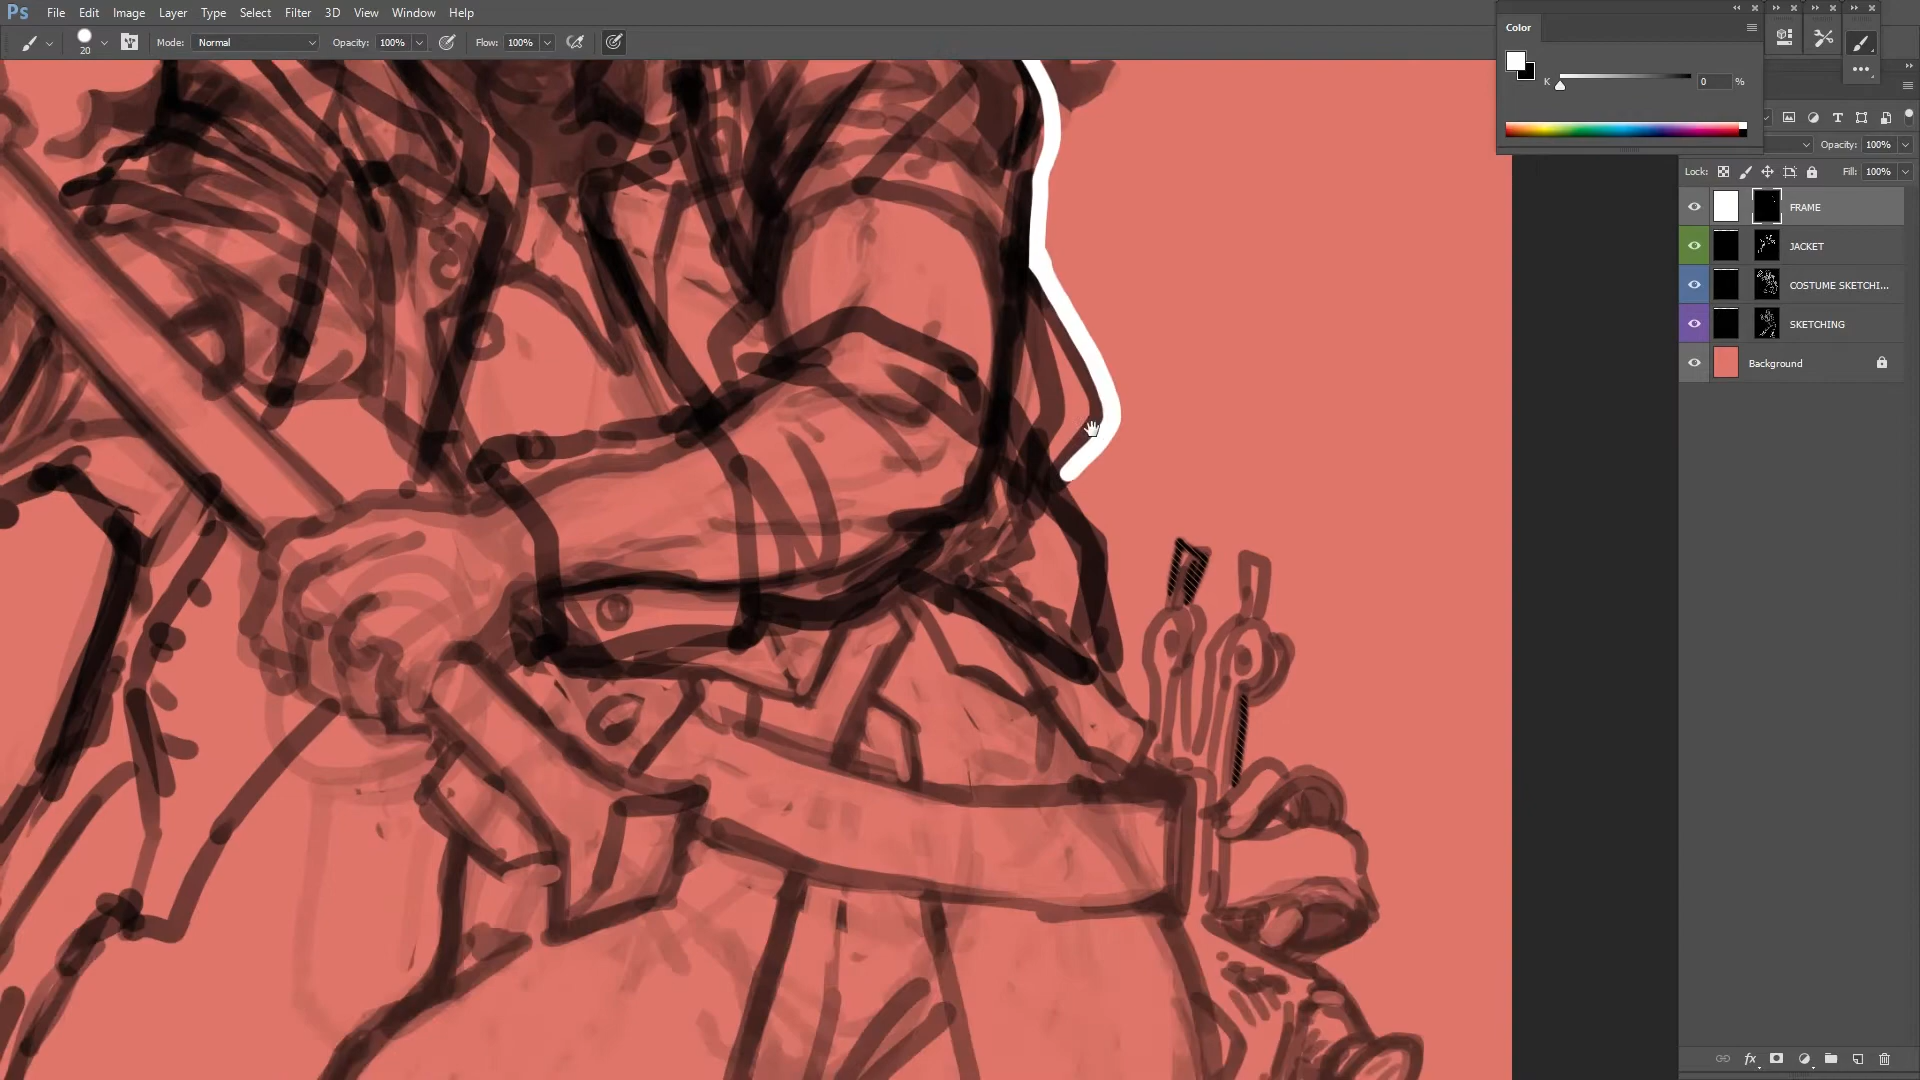 Ps File Edit Image Layer Type Select Filter 3D View Window Help
20 Mode: Normal Opacity: 100% Flow: 100%
Color
K 0 %
Opacity: 100%
Lock: Fill: 100%
FRAME
JACKET
COSTUME SKETCHI...
SKETCHING
Background
fx